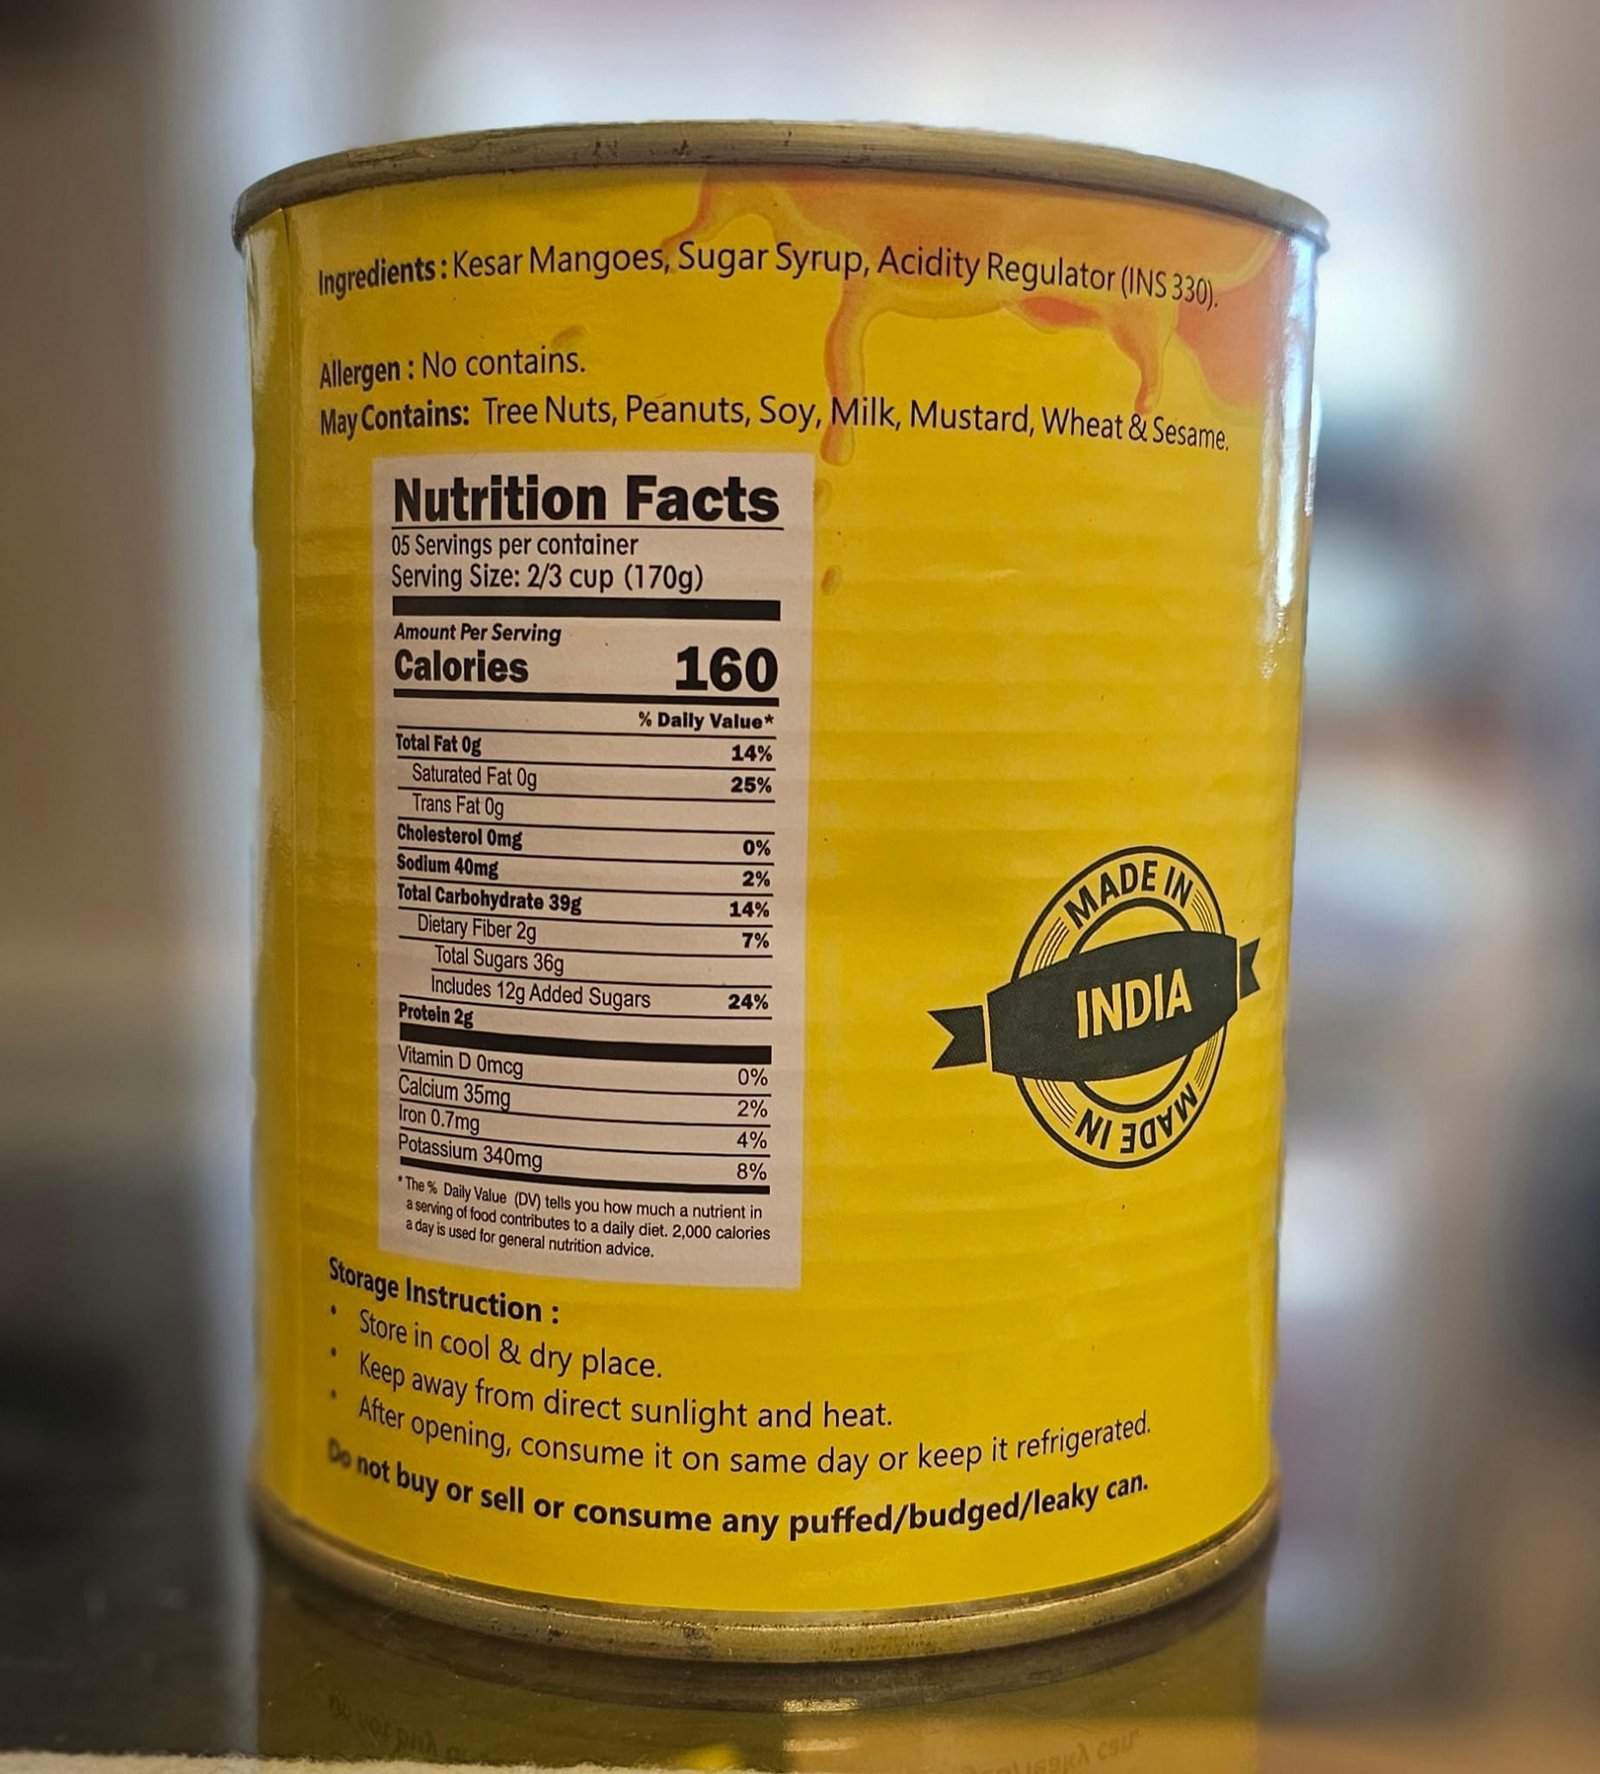 Ingredients : Kesar Mangoes, Sugar Syrup, Acidity Regulator (INS 330).
Allergen : No contains.
May Contains: Tree Nuts, Peanuts, Soy, Milk, Mustard, Wheat & Sesame.
Nutrition Facts
05 Servings per container
Serving Size: 2/3 cup (170g)
Amount Per Serving
Calories 160
% Daily Value*
Total Fat 0g 14%
Saturated Fat 0g 25%
Trans Fat 0g
Cholesterol 0mg 0%
Sodium 40mg 2%
Total Carbohydrate 39g 14%
Dietary Fiber 2g 7%
Total Sugars 36g
Includes 12g Added Sugars 24%
Protein 2g
Vitamin D 0mcg 0%
Calcium 35mg 2%
Iron 0.7mg 4%
Potassium 340mg 8%
* The % Daily Value (DV) tells you how much a nutrient in
a serving of food contributes to a daily diet. 2,000 calories
a day is used for general nutrition advice.
MADE IN
INDIA
MADE IN
Storage Instruction :
• Store in cool & dry place.
• Keep away from direct sunlight and heat.
• After opening, consume it on same day or keep it refrigerated.
Do not buy or sell or consume any puffed/budged/leaky can.